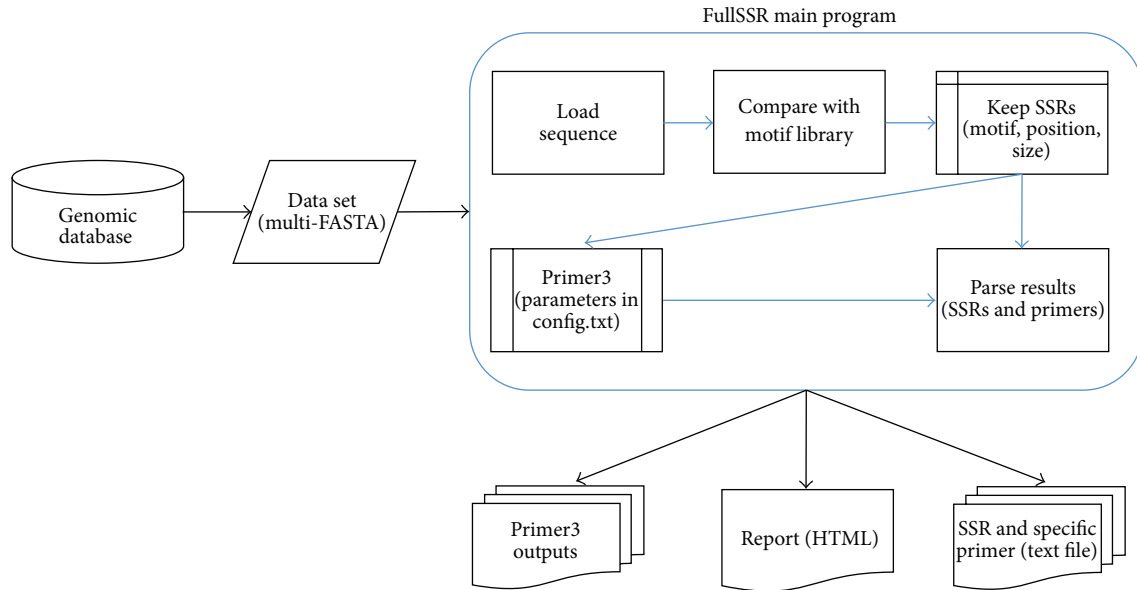 FullSSR main program
Load
sequence
Compare with
motif library
Keep SSRs
(motif, position,
size)
Genomic
database
Data set
(multi-FASTA)
Primer3
(parameters in
config.txt)
Parse results
(SSRs and primers)
Primer3
outputs
Report (HTML)
SSR and specific
primer (text file)